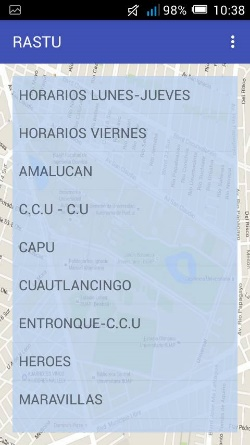 98% 10:38
RASTU
HORARIOS LUNES-JUEVES
HORARIOS VIERNES
AMALUCAN
C,C.U - C.U
CAPU
CUAUTLANCINGO
ENTRONQUE-C.C.U
HEROES
MARAVILLAS